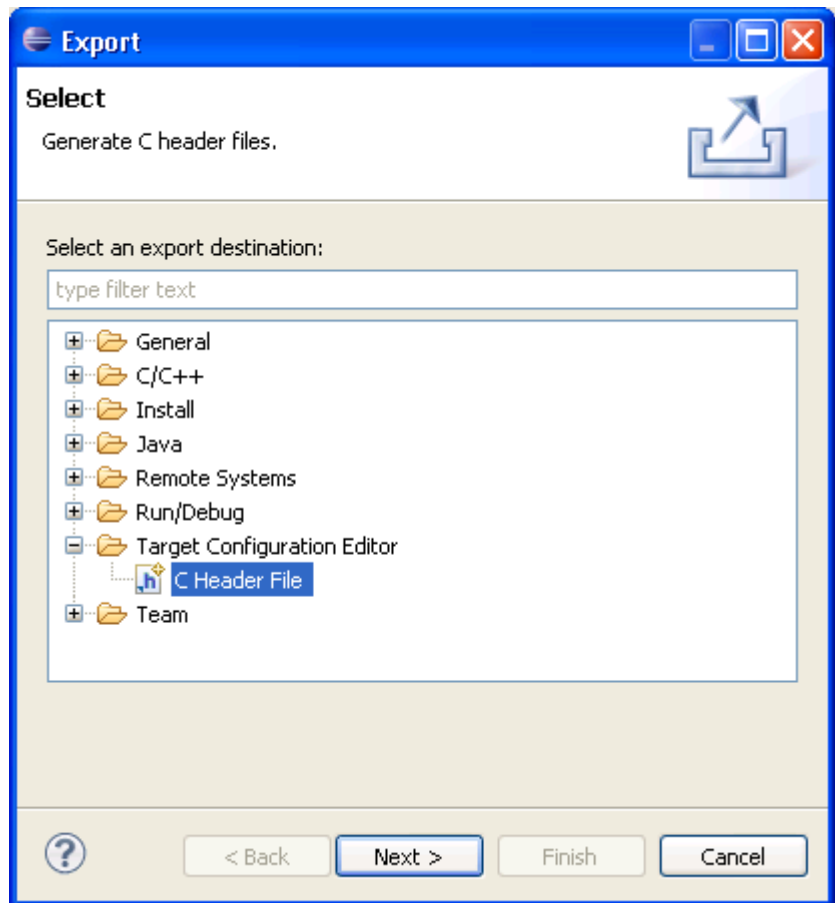 Export
Select
Generate C header files.
Select an export destination:
type filter text
General
C/C++
Install
Java
Remote Systems
Run/Debug
Target Configuration Editor
.h C Header File
Team
? < Back Next > Finish Cancel